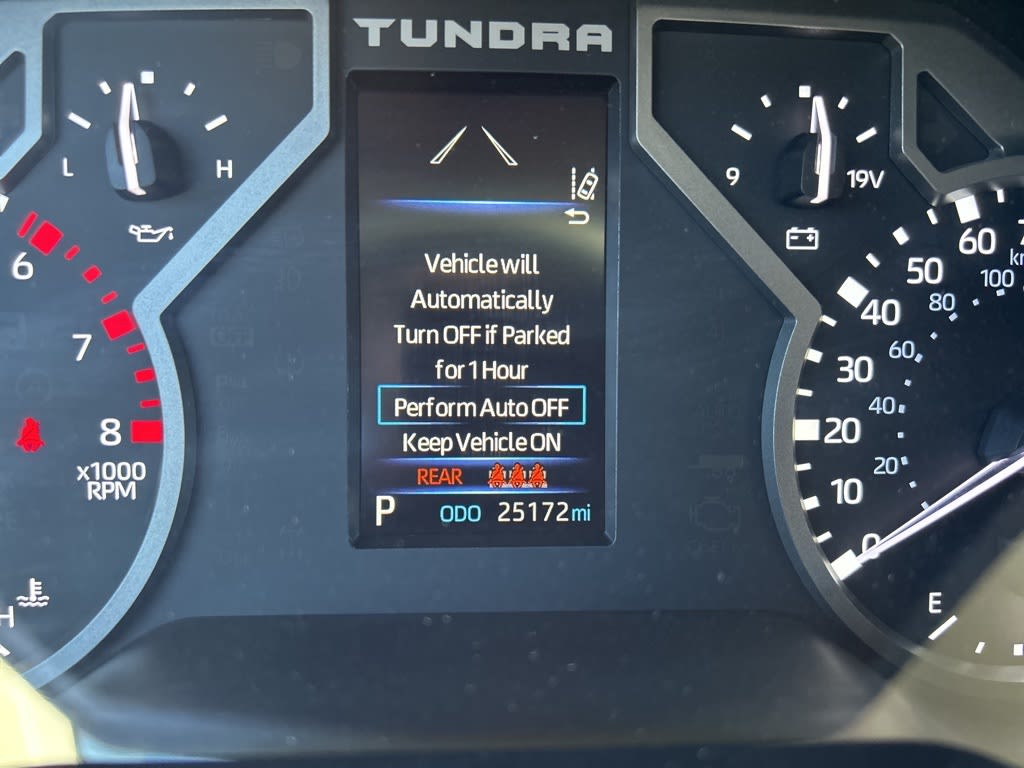 TUNDRA
L
H
6
7
8
x1000
RPM
H
Vehicle will
Automatically
Turn OFF if Parked
for 1 Hour
Perform Auto OFF
Keep Vehicle ON
REAR
P ODO 25172 mi
9
19V
60
50
40
30
20
10
0
100
80
60
40
20
E